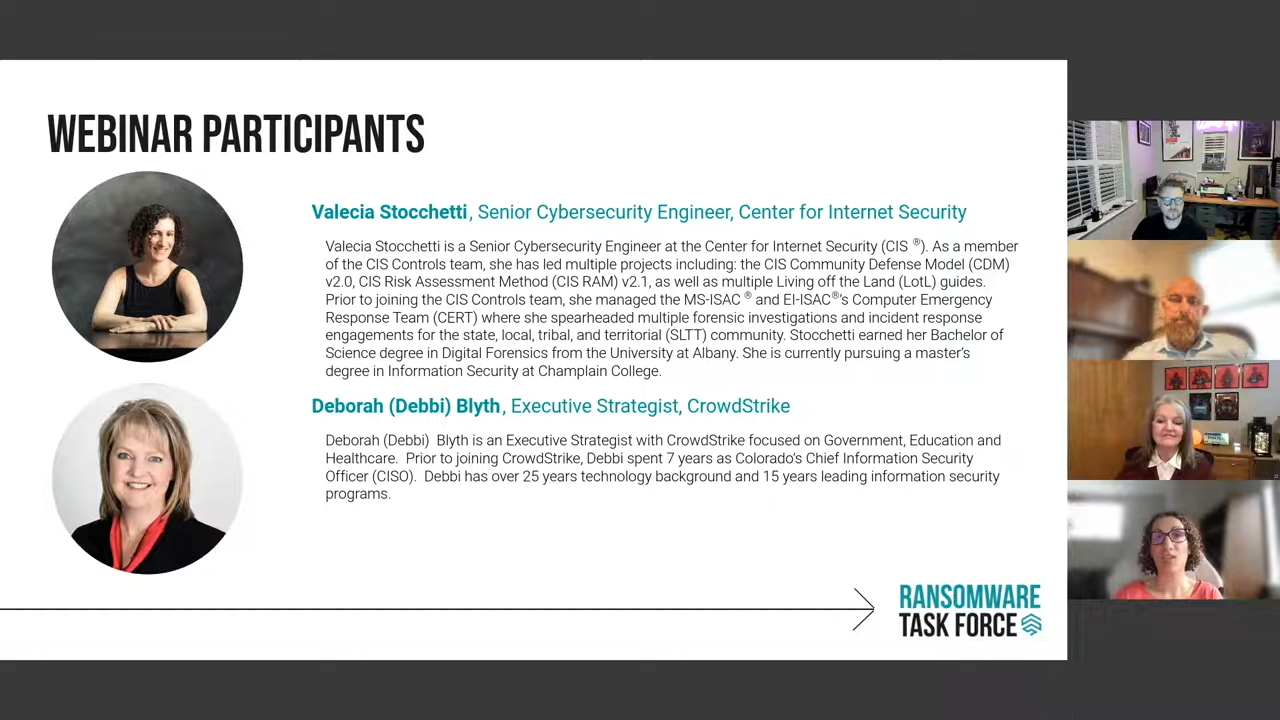 WEBINAR PARTICIPANTS
Valecia Stocchetti, Senior Cybersecurity Engineer, Center for Internet Security
Valecia Stocchetti is a Senior Cybersecurity Engineer at the Center for Internet Security (CIS ®). As a member
of the CIS Controls team, she has led multiple projects including: the CIS Community Defense Model (CDM)
v2.0, CIS Risk Assessment Method (CIS RAM) v2.1, as well as multiple Living off the Land (LotL) guides.
Prior to joining the CIS Controls team, she managed the MS-ISAC ® and EI-ISAC®'s Computer Emergency
Response Team (CERT) where she spearheaded multiple forensic investigations and incident response
engagements for the state, local, tribal, and territorial (SLTT) community. Stocchetti earned her Bachelor of
Science degree in Digital Forensics from the University at Albany. She is currently pursuing a master's
degree in Information Security at Champlain College.
Deborah (Debbi) Blyth, Executive Strategist, CrowdStrike
Deborah (Debbi) Blyth is an Executive Strategist with CrowdStrike focused on Government, Education and
Healthcare. Prior to joining CrowdStrike, Debbi spent 7 years as Colorado's Chief Information Security
Officer (CISO). Debbi has over 25 years technology background and 15 years leading information security
programs.
RANSOMWARE
TASK FORCE